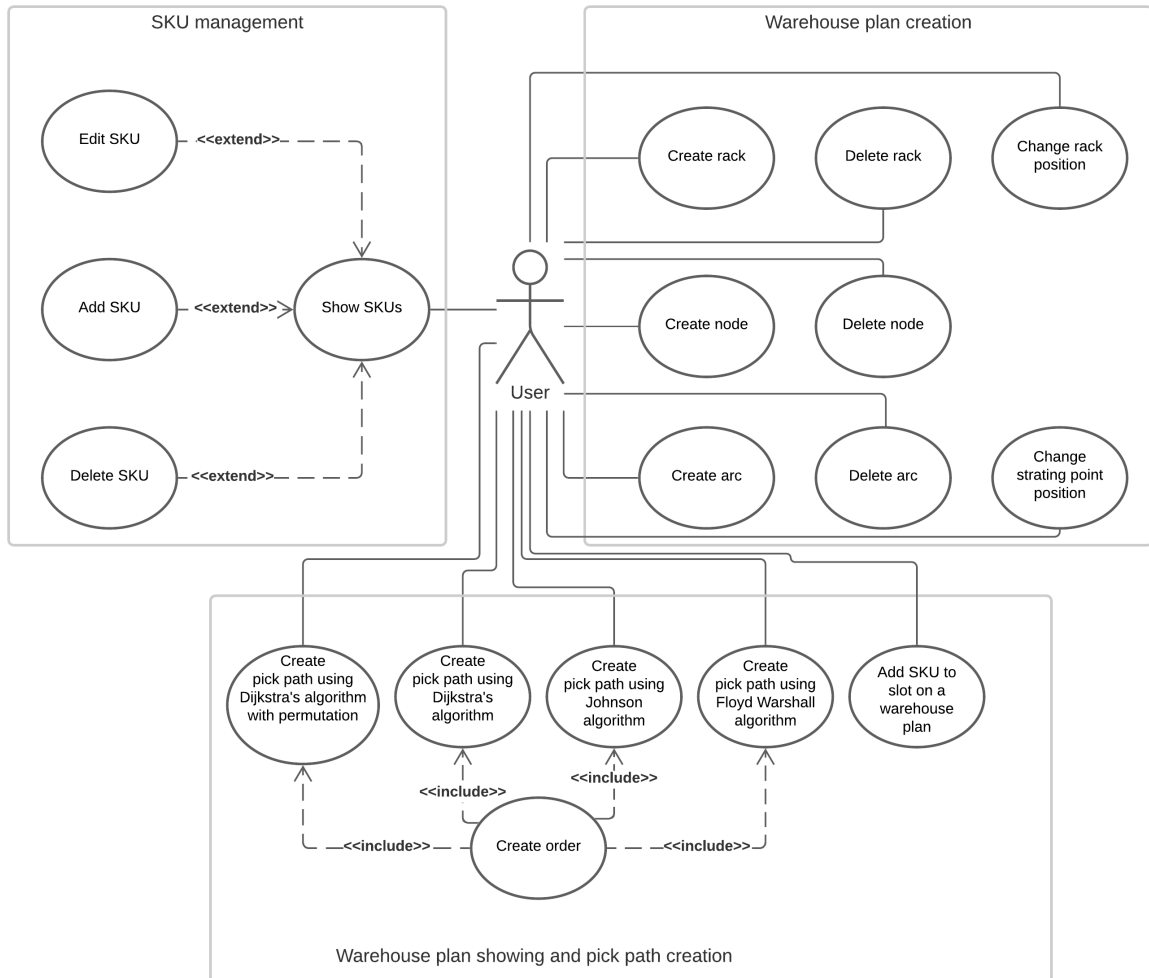 SKU management
Edit SKU
<<extend>>
Add SKU
<<extend>>
Show SKUs
Delete SKU
<<extend>>
User
Warehouse plan creation
Create rack
Delete rack
Change rack
position
Create node
Delete node
Create arc
Delete arc
Change
strating point
position
Create
pick path using
Dijkstra's algorithm
with permutation
Create
pick path using
Dijkstra's
algorithm
Create
pick path using
Johnson
algorithm
Create
pick path using
Floyd Warshall
algorithm
Add SKU to
slot on a
warehouse
plan
<<include>>
<<include>>
<<include>>
Create order
<<include>>
Warehouse plan showing and pick path creation